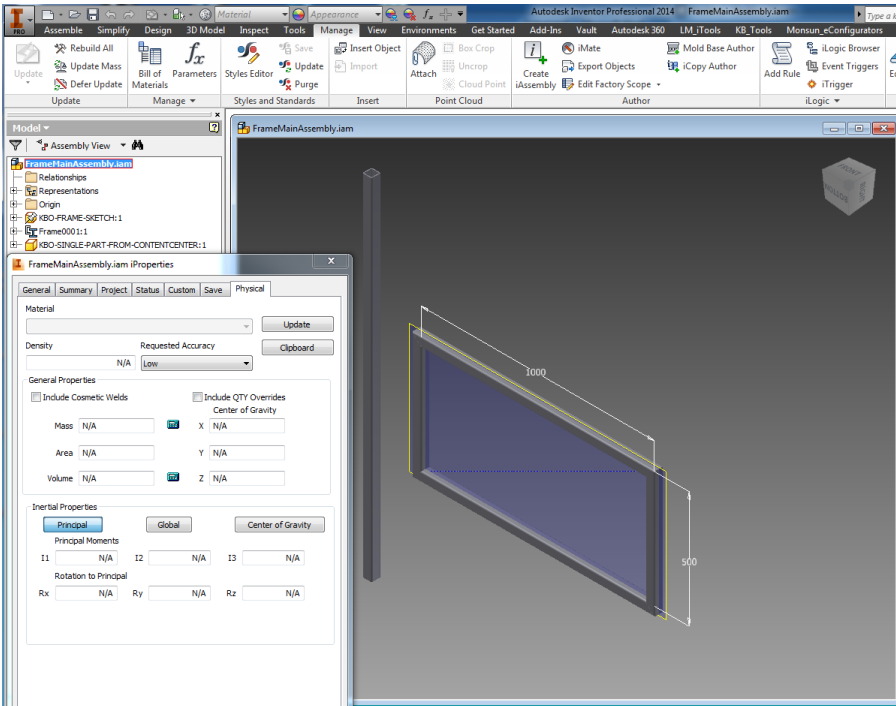 Material
Appearance
Autodesk Inventor Professional 2014 FrameMainAssembly.iam
Type a k
PRO
Assemble Simplify Design 3D Model Inspect Tools Manage View Environments Get Started Add-Ins Vault Autodesk 360 LM_iTools KB_Tools Monsun_eConfigurators
Update
Rebuild All
Update Mass
Defer Update
Bill of Materials
fx
Parameters
Styles Editor
Save
Update
Purge
Insert Object
Import
Attach
Box Crop
Uncrop
Cloud Point
Create iAssembly
iMate
Export Objects
Edit Factory Scope
Mold Base Author
iCopy Author
Add Rule
iLogic Browser
Event Triggers
iTrigger
Update Manage Styles and Standards Insert Point Cloud Author iLogic
Model
Assembly View
FrameMainAssembly.iam
Relationships
Representations
Origin
KBO-FRAME-SKETCH:1
Frame0001:1
KBO-SINGLE-PART-FROM-CONTENTCENTER:1
FrameMainAssembly.iam
FRONT
BOTTOM
1000
500
FrameMainAssembly.iam iProperties
General Summary Project Status Custom Save Physical
Material
Update
Density Requested Accuracy
Clipboard
N/A Low
General Properties
Include Cosmetic Welds Include QTY Overrides
Center of Gravity
Mass N/A X N/A
Area N/A Y N/A
Volume N/A Z N/A
Inertial Properties
Principal Global Center of Gravity
Principal Moments
I1 N/A I2 N/A I3 N/A
Rotation to Principal
Rx N/A Ry N/A Rz N/A